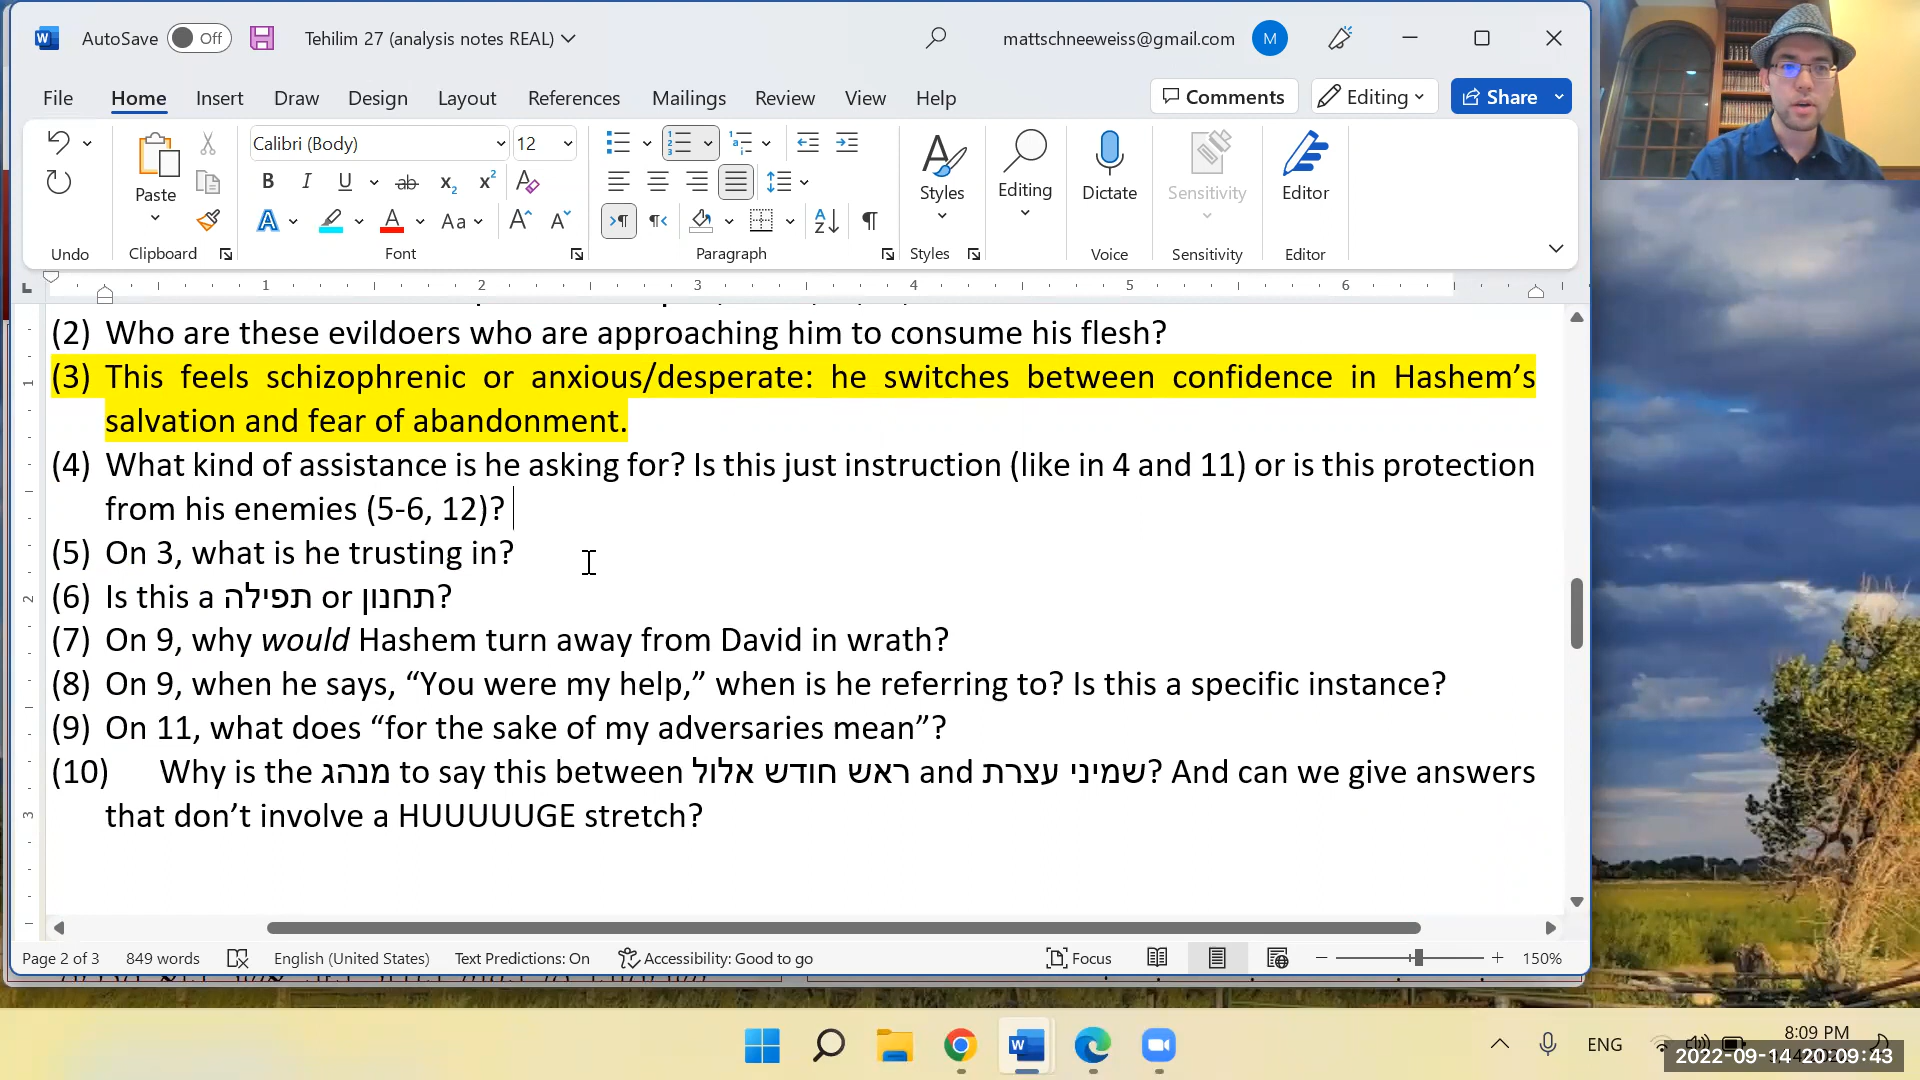 AutoSave Off Tehilim 27 (analysis notes REAL) mattschneeweiss@gmail.com M
File Home Insert Draw Design Layout References Mailings Review View Help Comments Editing Share
Calibri (Body) 12
Paste Styles Editing Dictate Sensitivity Editor
Undo Clipboard Font Paragraph Styles Voice Sensitivity Editor
1 2 3 4 5 6
(2) Who are these evildoers who are approaching him to consume his flesh?
(3) This feels schizophrenic or anxious/desperate: he switches between confidence in Hashem’s
salvation and fear of abandonment.
(4) What kind of assistance is he asking for? Is this just instruction (like in 4 and 11) or is this protection
from his enemies (5-6, 12)?
(5) On 3, what is he trusting in?
(6) Is this a תפילה or תחנון?
(7) On 9, why would Hashem turn away from David in wrath?
(8) On 9, when he says, “You were my help,” when is he referring to? Is this a specific instance?
(9) On 11, what does “for the sake of my adversaries mean”?
(10) Why is the מנהג to say this between ראש חודש אלול and שמיני עצרת? And can we give answers
that don’t involve a HUUUUUGE stretch?
Page 2 of 3 849 words English (United States) Text Predictions: On Accessibility: Good to go Focus 150%
ENG 8:09 PM
2022-09-14 20:09:43